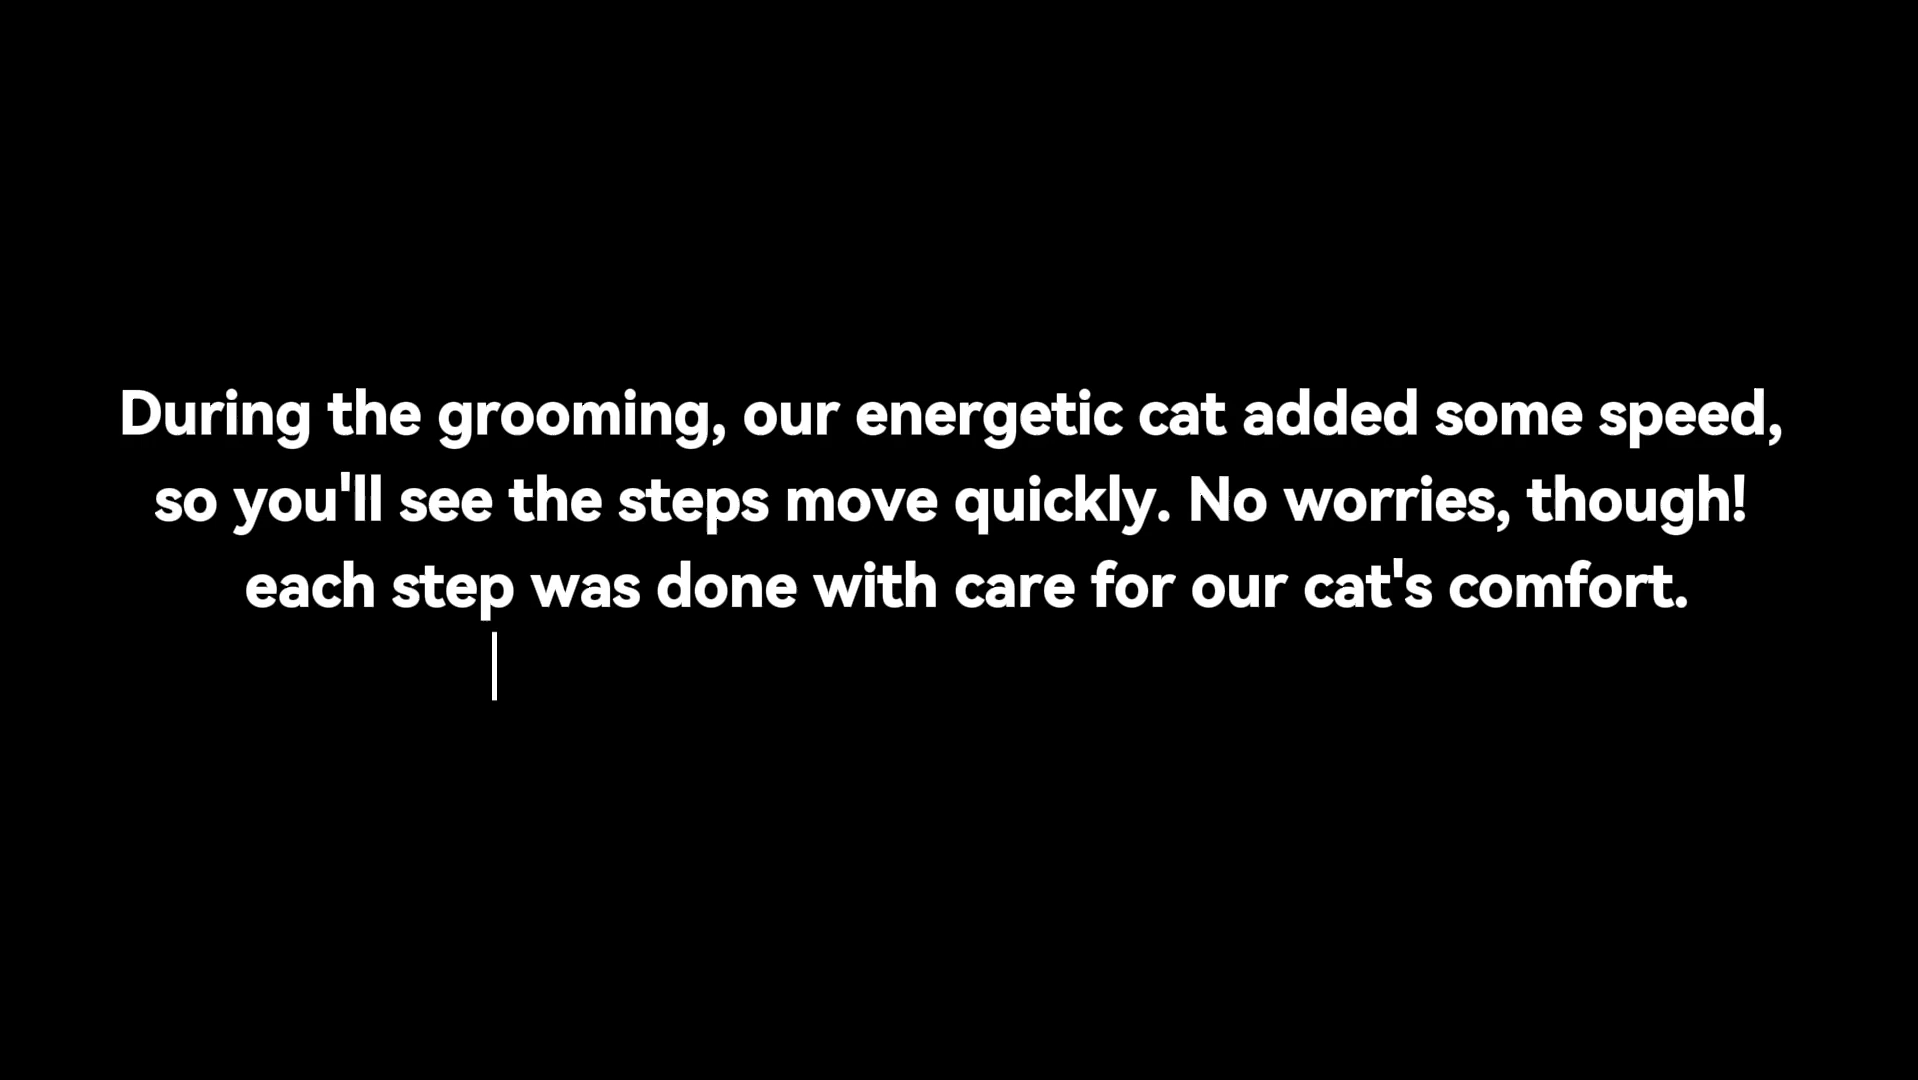 During the grooming, our energetic cat added some speed,
so you'll see the steps move quickly. No worries, though!
each step was done with care for our cat's comfort.